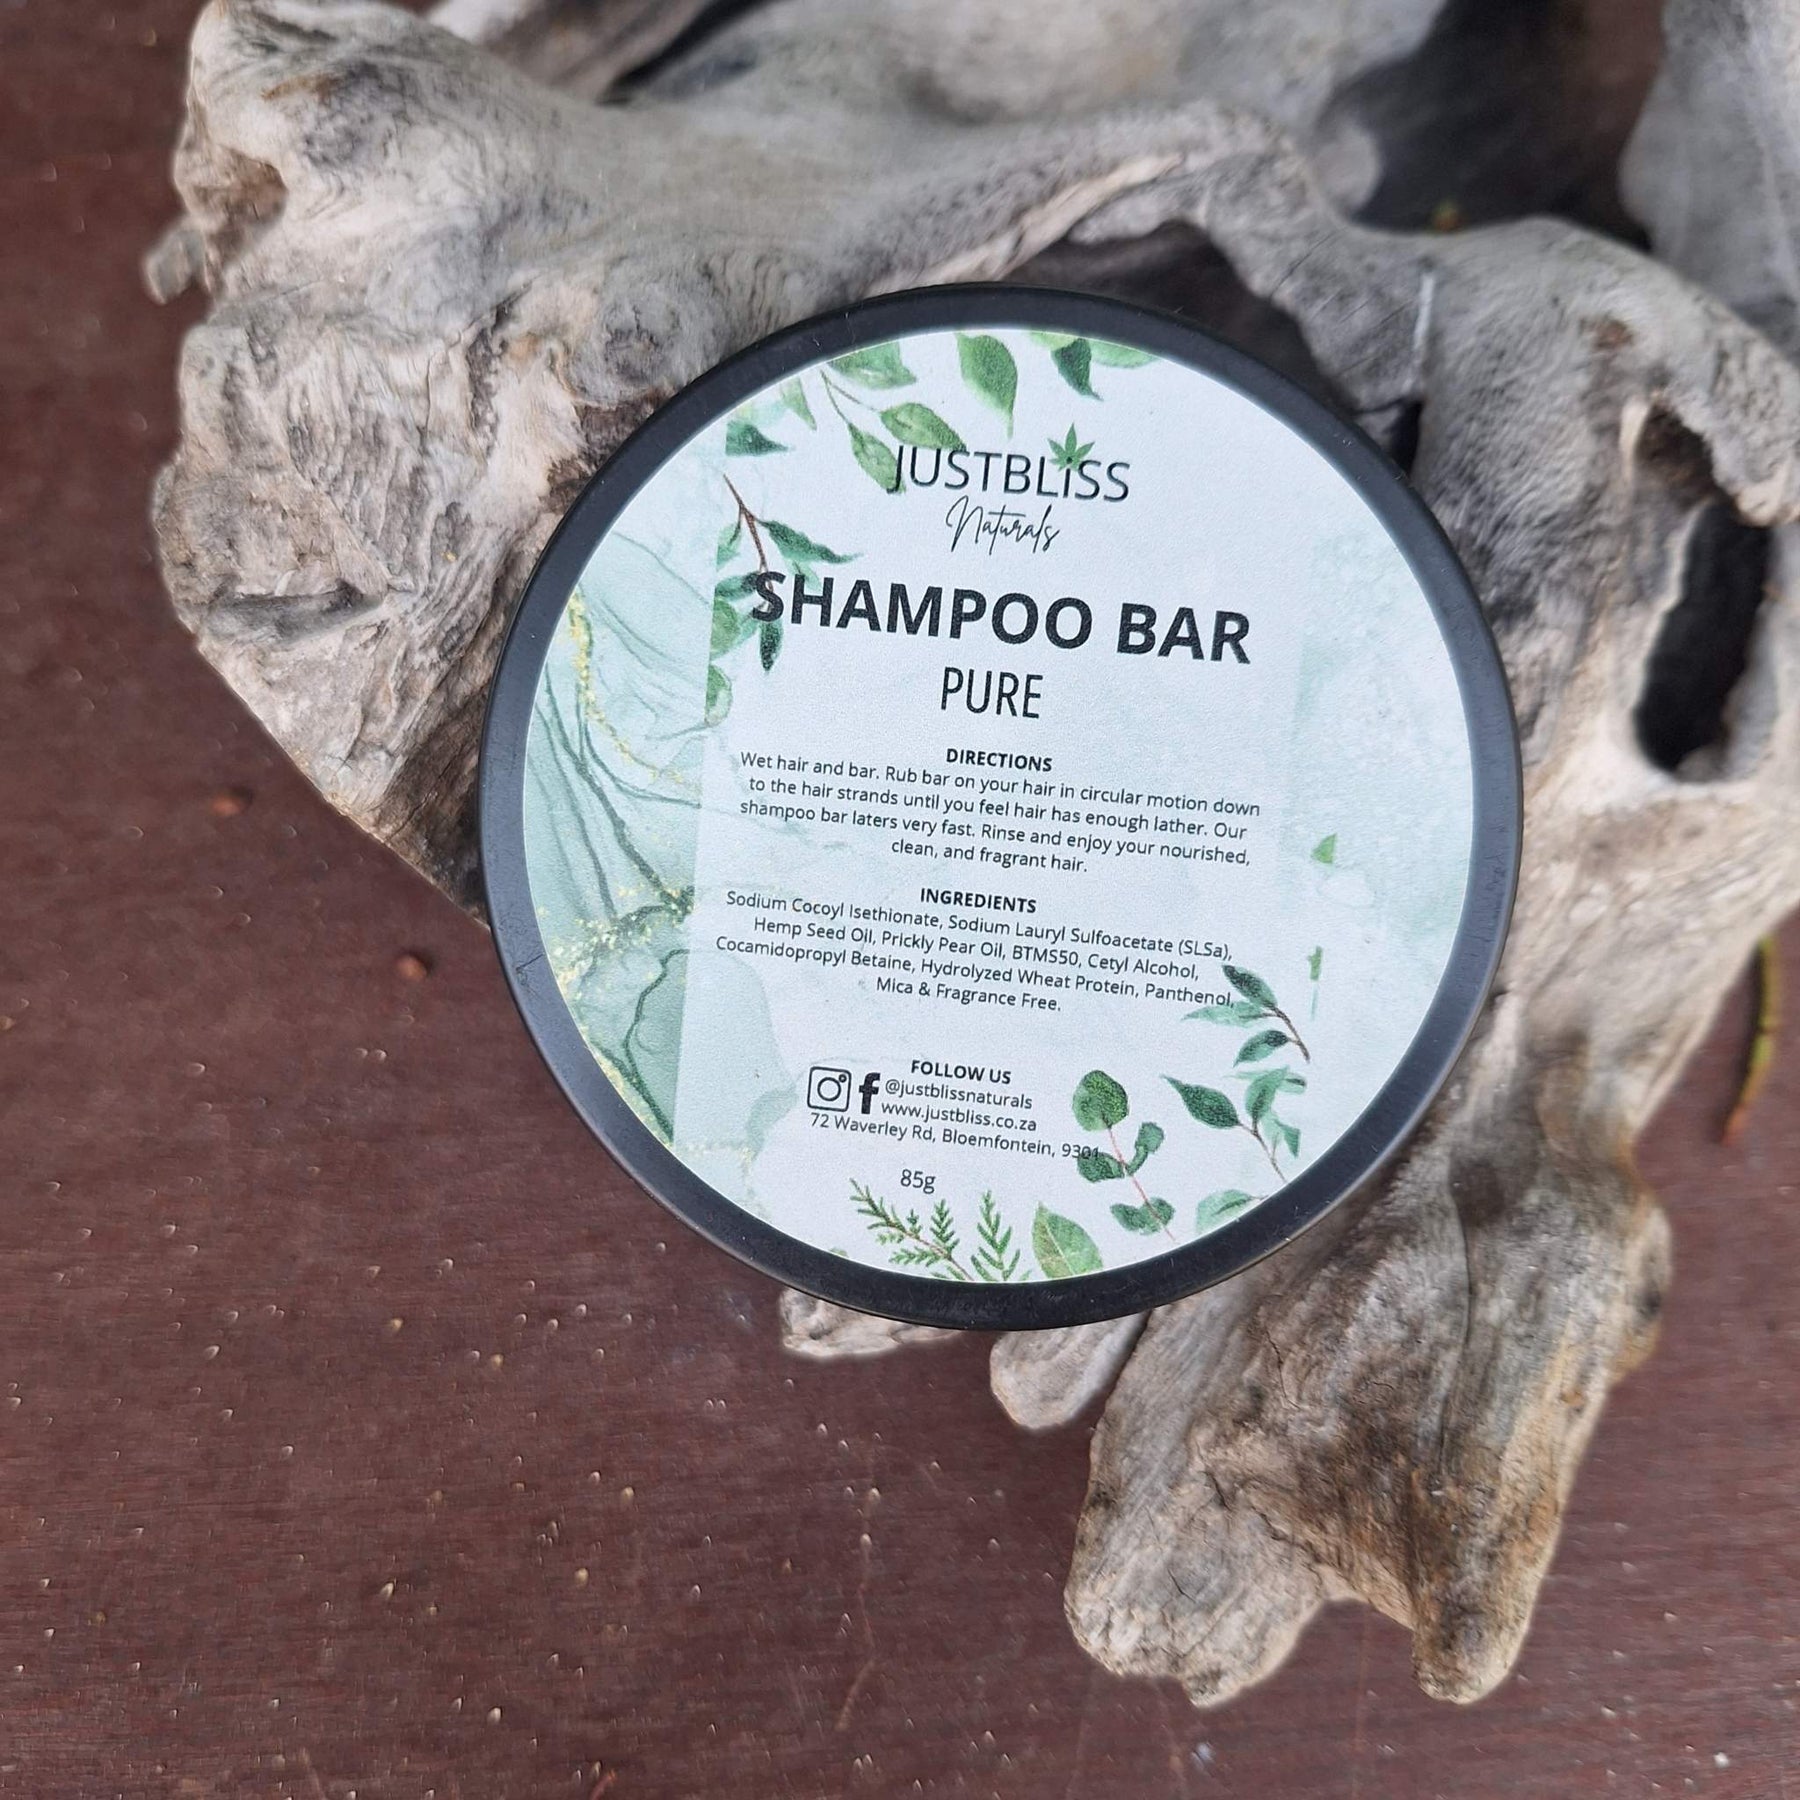 JUSTBLiSS
Naturals
SHAMPOO BAR
PURE
DIRECTIONS
Wet hair and bar. Rub bar on your hair in circular motion down
to the hair strands until you feel hair has enough lather. Our
shampoo bar laters very fast. Rinse and enjoy your nourished,
clean, and fragrant hair.
INGREDIENTS
Sodium Cocoyl Isethionate, Sodium Lauryl Sulfoacetate (SLSa),
Hemp Seed Oil, Prickly Pear Oil, BTMS50, Cetyl Alcohol,
Cocamidopropyl Betaine, Hydrolyzed Wheat Protein, Panthenol,
Mica & Fragrance Free.
FOLLOW US
@justblissnaturals
www.justbliss.co.za
72 Waverley Rd, Bloemfontein, 9301
85g